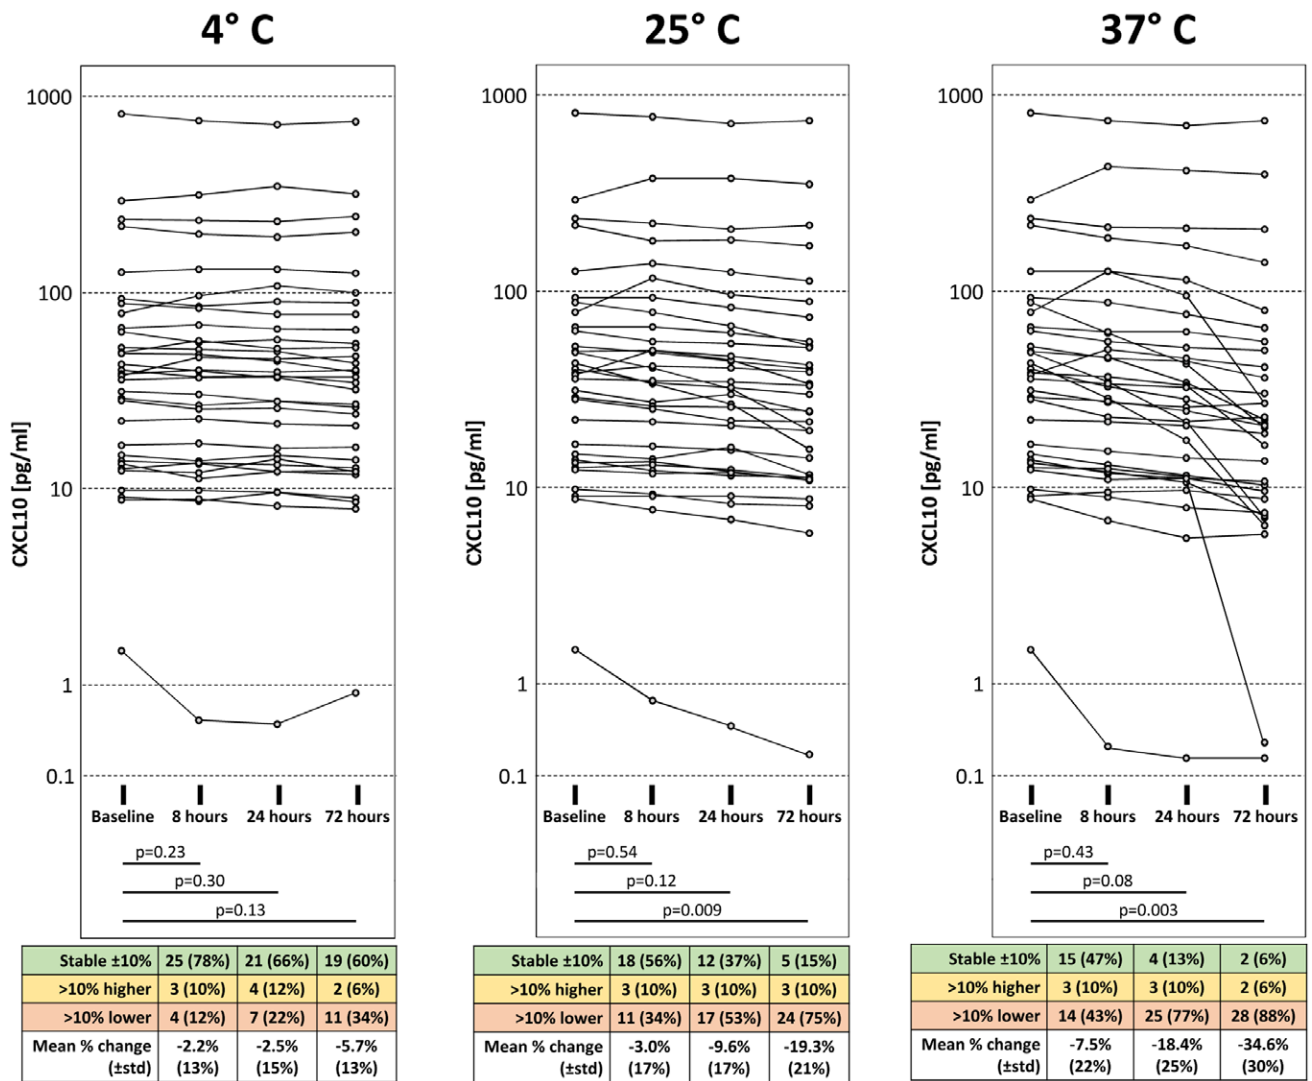 4° C
1000
100
10
1
0.1
CXCL10 [pg/ml]
Baseline 8 hours 24 hours 72 hours
p=0.23
p=0.30
p=0.13
Stable ±10% 25 (78%) 21 (66%) 19 (60%)
>10% higher 3 (10%) 4 (12%) 2 (6%)
>10% lower 4 (12%) 7 (22%) 11 (34%)
Mean % change -2.2% -2.5% -5.7%
(±std) (13%) (15%) (13%)
25° C
1000
100
10
1
0.1
CXCL10 [pg/ml]
Baseline 8 hours 24 hours 72 hours
p=0.54
p=0.12
p=0.009
Stable ±10% 18 (56%) 12 (37%) 5 (15%)
>10% higher 3 (10%) 3 (10%) 3 (10%)
>10% lower 11 (34%) 17 (53%) 24 (75%)
Mean % change -3.0% -9.6% -19.3%
(±std) (17%) (17%) (21%)
37° C
1000
100
10
1
0.1
CXCL10 [pg/ml]
Baseline 8 hours 24 hours 72 hours
p=0.43
p=0.08
p=0.003
Stable ±10% 15 (47%) 4 (13%) 2 (6%)
>10% higher 3 (10%) 3 (10%) 2 (6%)
>10% lower 14 (43%) 25 (77%) 28 (88%)
Mean % change -7.5% -18.4% -34.6%
(±std) (22%) (25%) (30%)